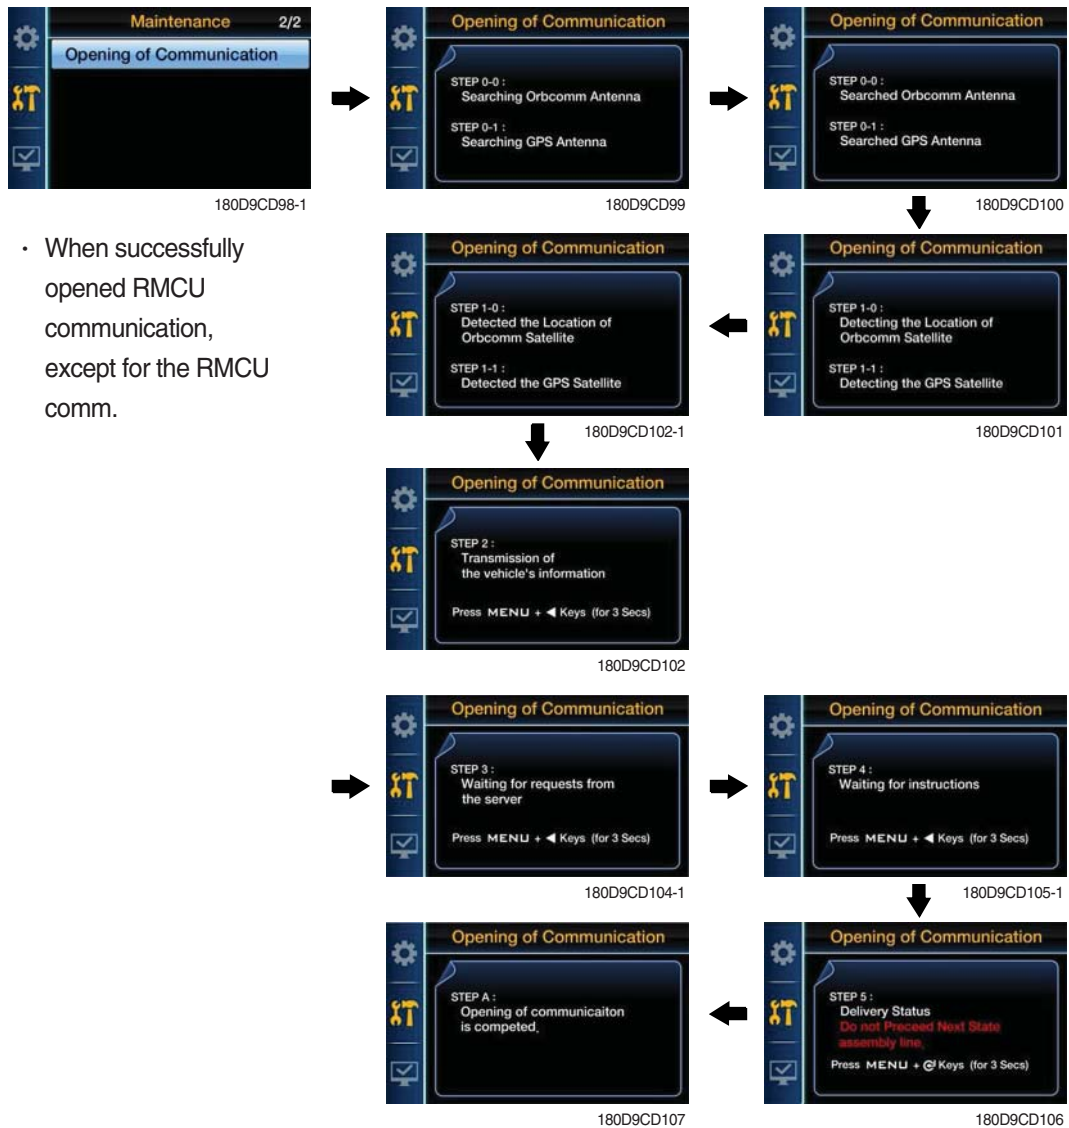 Maintenance 2/2
Opening of Communication
180D9CD98-1
Opening of Communication
STEP 0-0 :
Searching Orbcomm Antenna
STEP 0-1 :
Searching GPS Antenna
180D9CD99
Opening of Communication
STEP 0-0 :
Searched Orbcomm Antenna
STEP 0-1 :
Searched GPS Antenna
180D9CD100
· When successfully
opened RMCU
communication,
except for the RMCU
comm.
Opening of Communication
STEP 1-0 :
Detecting the Location of
Orbcomm Satellite
STEP 1-1 :
Detecting the GPS Satellite
180D9CD101
Opening of Communication
STEP 1-0 :
Detected the Location of
Orbcomm Satellite
STEP 1-1 :
Detected the GPS Satellite
180D9CD102-1
Opening of Communication
STEP 2 :
Transmission of
the vehicle's information
Press MENU + ◀ Keys (for 3 Secs)
180D9CD102
Opening of Communication
STEP 3 :
Waiting for requests from
the server
Press MENU + ◀ Keys (for 3 Secs)
180D9CD104-1
Opening of Communication
STEP 4 :
Waiting for instructions
Press MENU + ◀ Keys (for 3 Secs)
180D9CD105-1
Opening of Communication
STEP 5 :
Delivery Status
Do not Preceed Next State
assembly line.
Press MENU + Keys (for 3 Secs)
180D9CD106
Opening of Communication
STEP A :
Opening of communicaiton
is competed.
180D9CD107